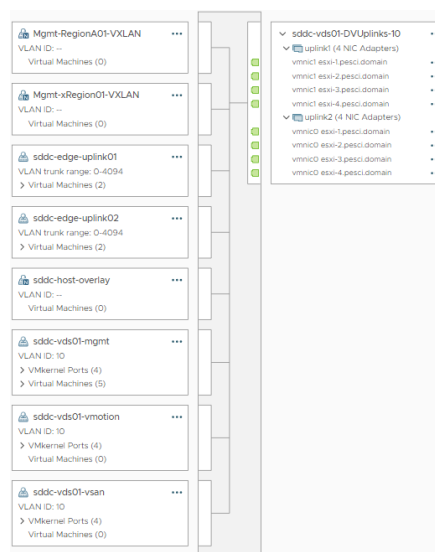 Mgmt-RegionA01-VXLAN
VLAN ID: --
Virtual Machines (0)
Mgmt-xRegion01-VXLAN
VLAN ID: --
Virtual Machines (0)
sddc-edge-uplink01
VLAN trunk range: 0-4094
Virtual Machines (2)
sddc-edge-uplink02
VLAN trunk range: 0-4094
Virtual Machines (2)
sddc-host-overlay
VLAN ID: --
Virtual Machines (0)
sddc-vds01-mgmt
VLAN ID: 10
VMkernel Ports (4)
Virtual Machines (5)
sddc-vds01-vmotion
VLAN ID: 10
VMkernel Ports (4)
Virtual Machines (0)
sddc-vds01-vsan
VLAN ID: 10
VMkernel Ports (4)
Virtual Machines (0)
sddc-vds01-DVUplinks-10
uplink1 (4 NIC Adapters)
vmnic1 esxi-1.pesci.domain
vmnic1 esxi-2.pesci.domain
vmnic1 esxi-3.pesci.domain
vmnic1 esxi-4.pesci.domain
uplink2 (4 NIC Adapters)
vmnic0 esxi-1.pesci.domain
vmnic0 esxi-2.pesci.domain
vmnic0 esxi-3.pesci.domain
vmnic0 esxi-4.pesci.domain